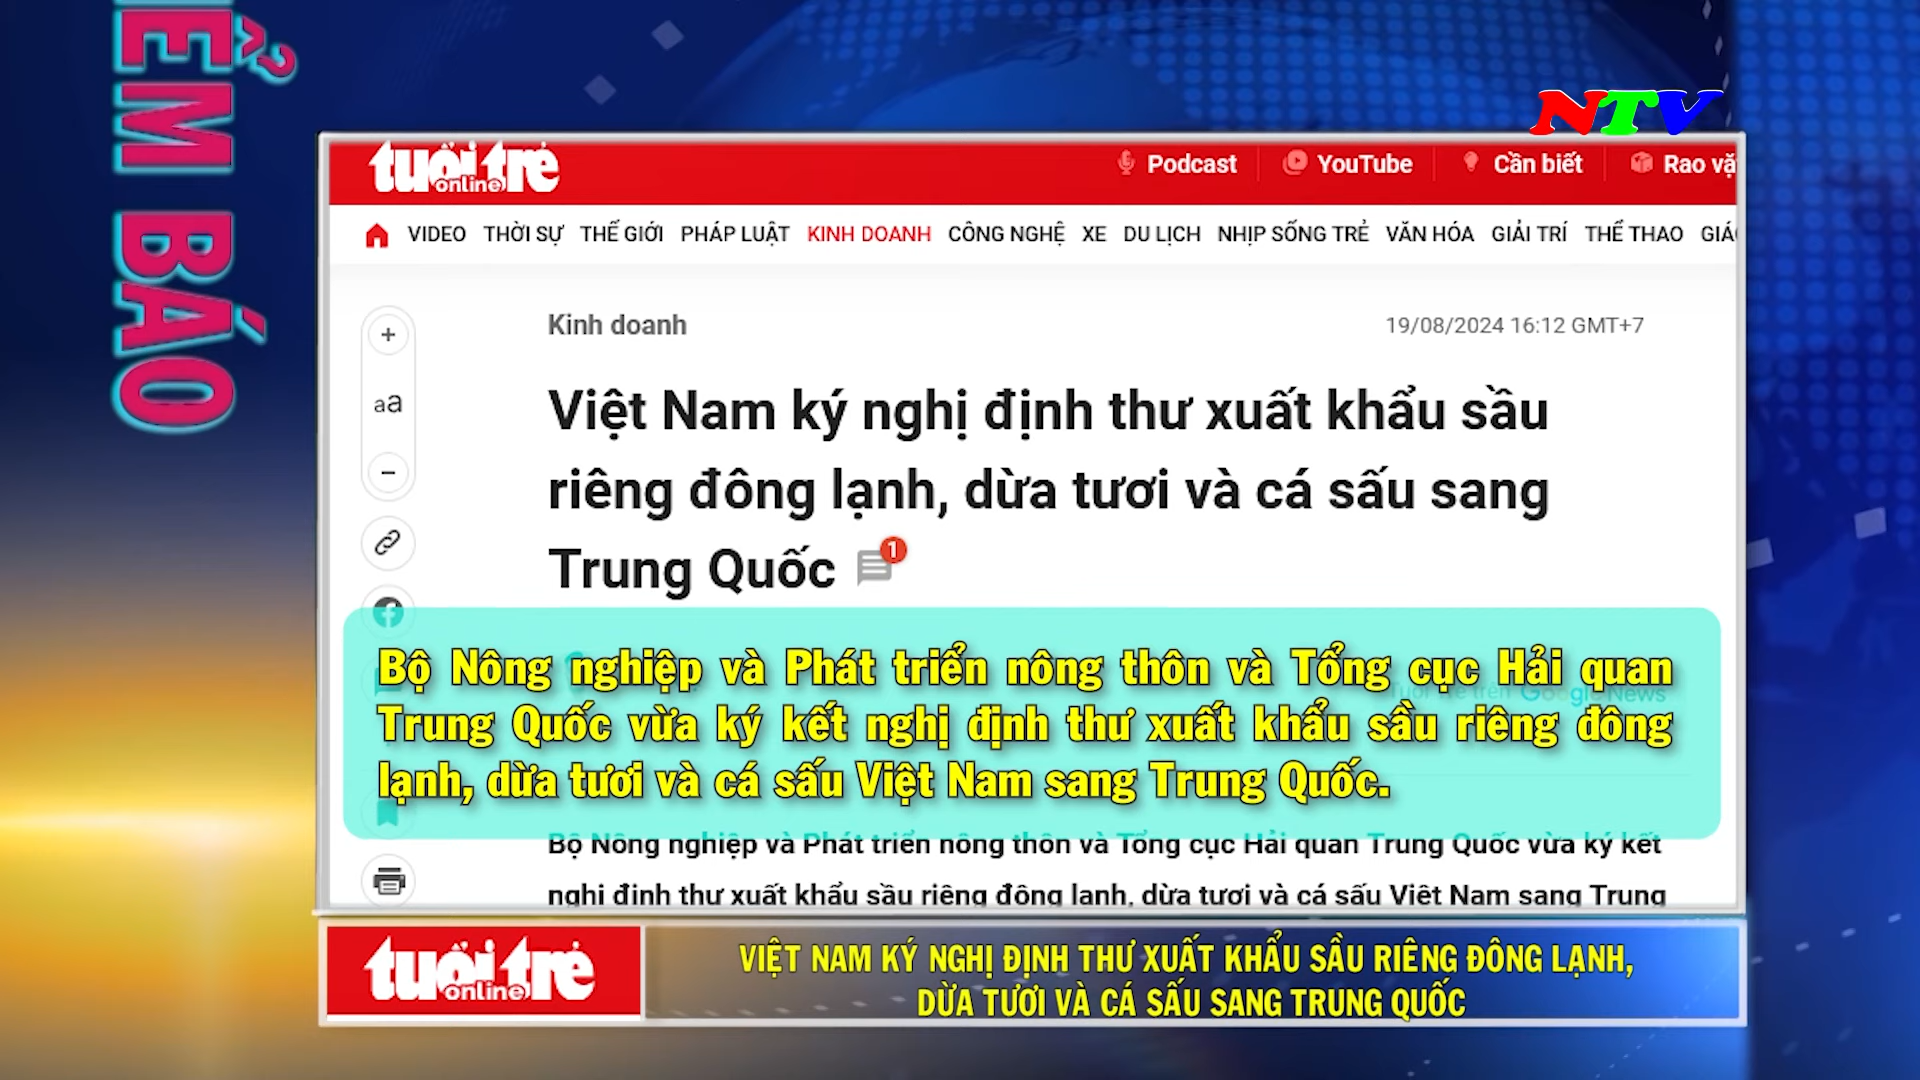 ỂM BÁO
NTV
tuổi trẻ online
Podcast
YouTube
Cần biết
Rao vặ
VIDEO THỜI SỰ THẾ GIỚI PHÁP LUẬT KINH DOANH CÔNG NGHỆ XE DU LỊCH NHỊP SỐNG TRẺ VĂN HÓA GIẢI TRÍ THỂ THAO GIÁ
Kinh doanh
19/08/2024 16:12 GMT+7
+
aa
−
Việt Nam ký nghị định thư xuất khẩu sầu
riêng đông lạnh, dừa tươi và cá sấu sang
Trung Quốc
1
Bộ Nông nghiệp và Phát triển nông thôn và Tổng cục Hải quan
Trung Quốc vừa ký kết nghị định thư xuất khẩu sầu riêng đông
lạnh, dừa tươi và cá sấu Việt Nam sang Trung Quốc.
Bộ Nông nghiệp và Phát triển nông thôn và Tổng cục Hải quan Trung Quốc vừa ký kết
nghị định thư xuất khẩu sầu riêng đông lạnh, dừa tươi và cá sấu Việt Nam sang Trung
tuổi trẻ online
VIỆT NAM KÝ NGHỊ ĐỊNH THƯ XUẤT KHẨU SẦU RIÊNG ĐÔNG LẠNH,
DỪA TƯƠI VÀ CÁ SẤU SANG TRUNG QUỐC